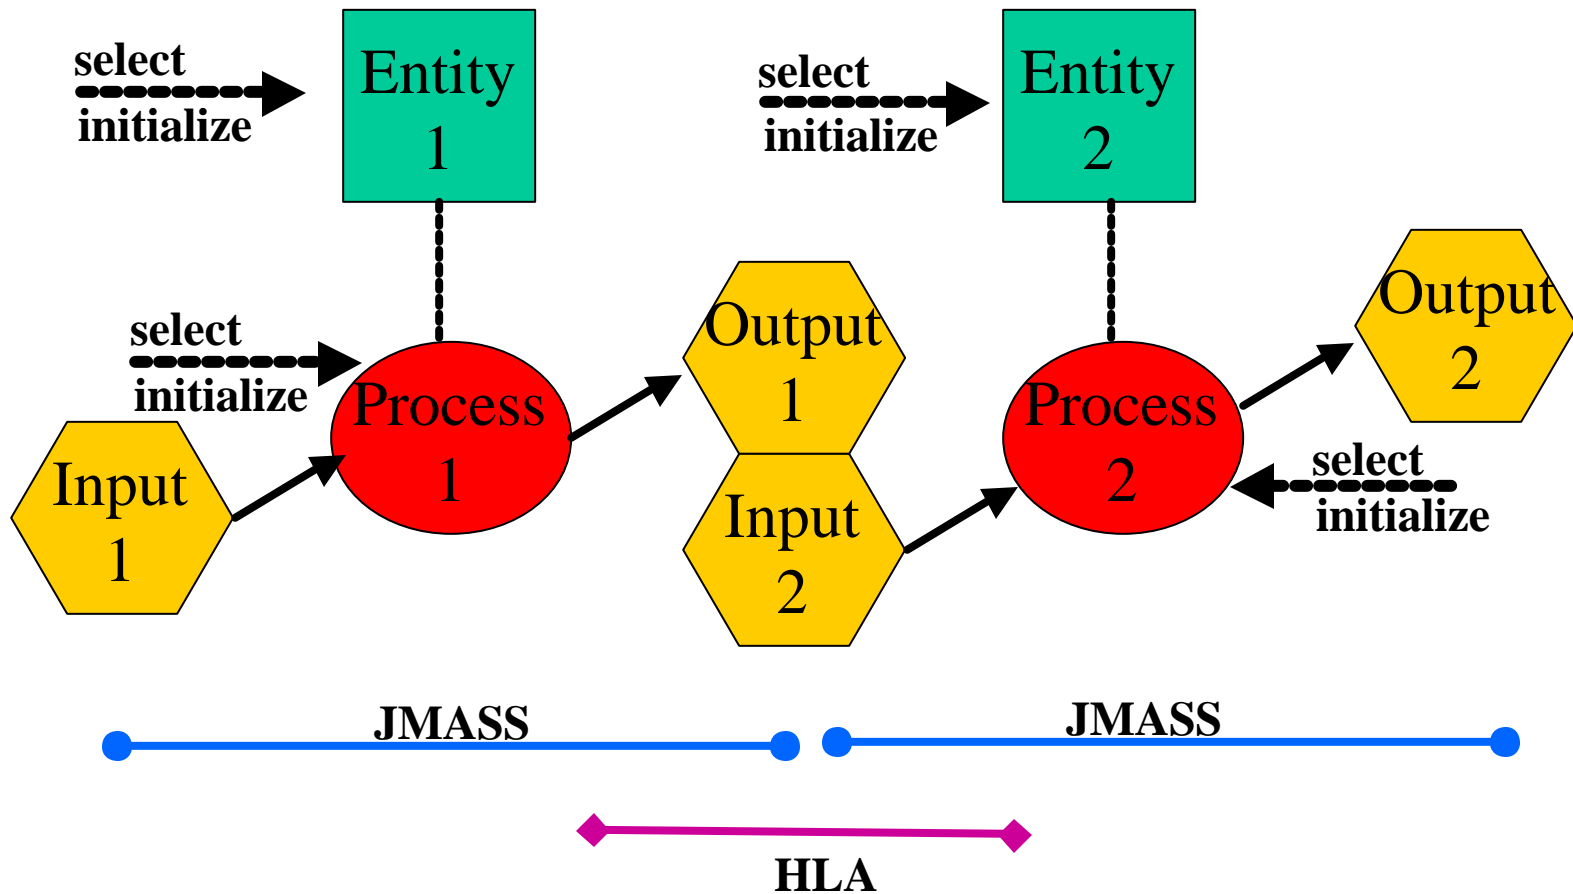 select
initialize
Entity
1
select
initialize
Entity
2
select
initialize
Process
1
Input
1
Output
1
Input
2
Process
2
Output
2
select
initialize
JMASS
JMASS
HLA